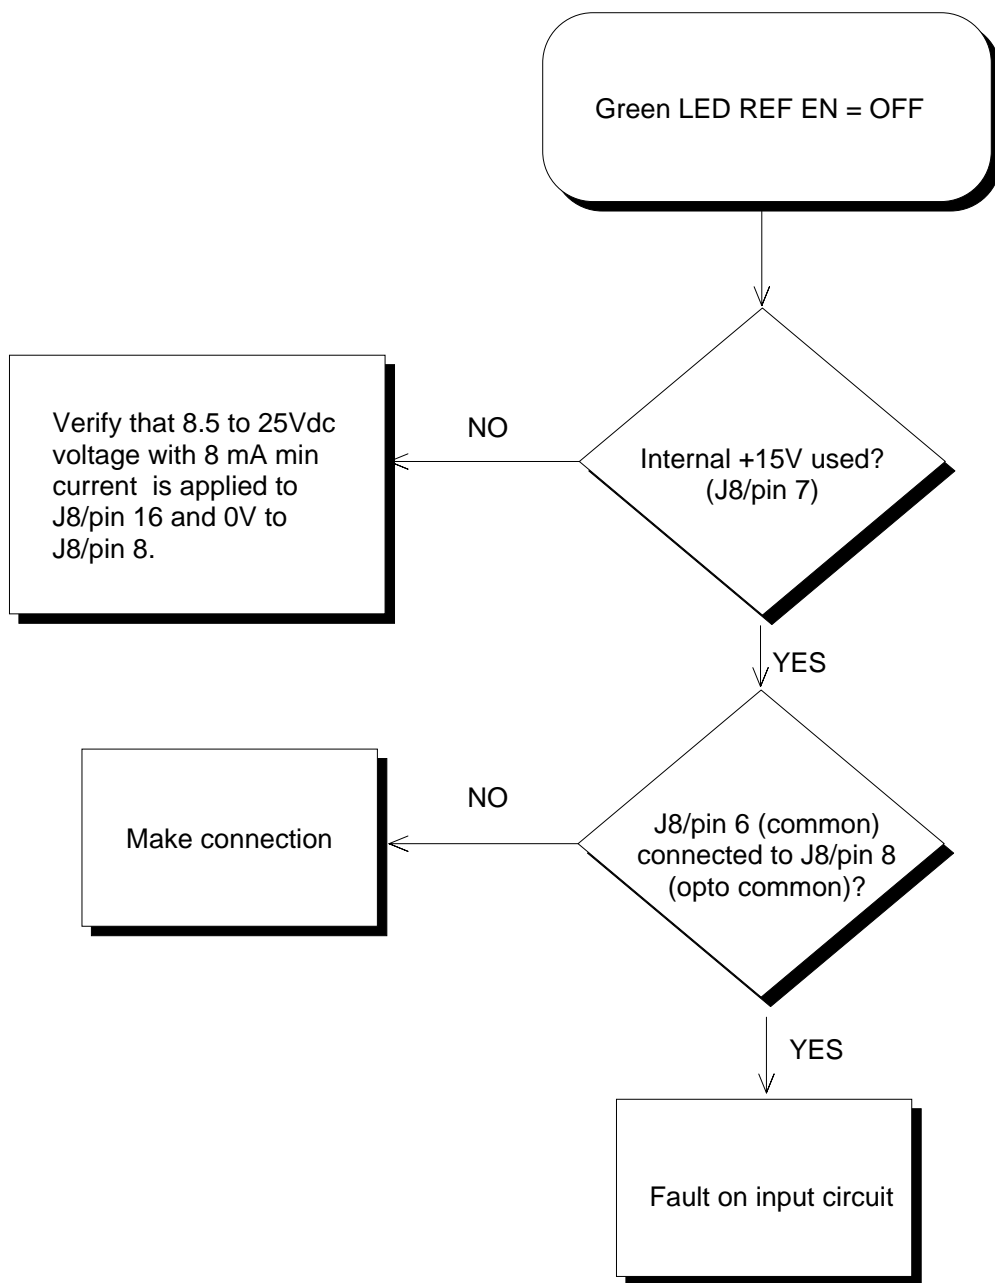 Green LED REF EN = OFF
NO
Verify that 8.5 to 25Vdc
voltage with 8 mA min
current is applied to
J8/pin 16 and 0V to
J8/pin 8.
Internal +15V used?
(J8/pin 7)
YES
NO
Make connection
J8/pin 6 (common)
connected to J8/pin 8
(opto common)?
YES
Fault on input circuit